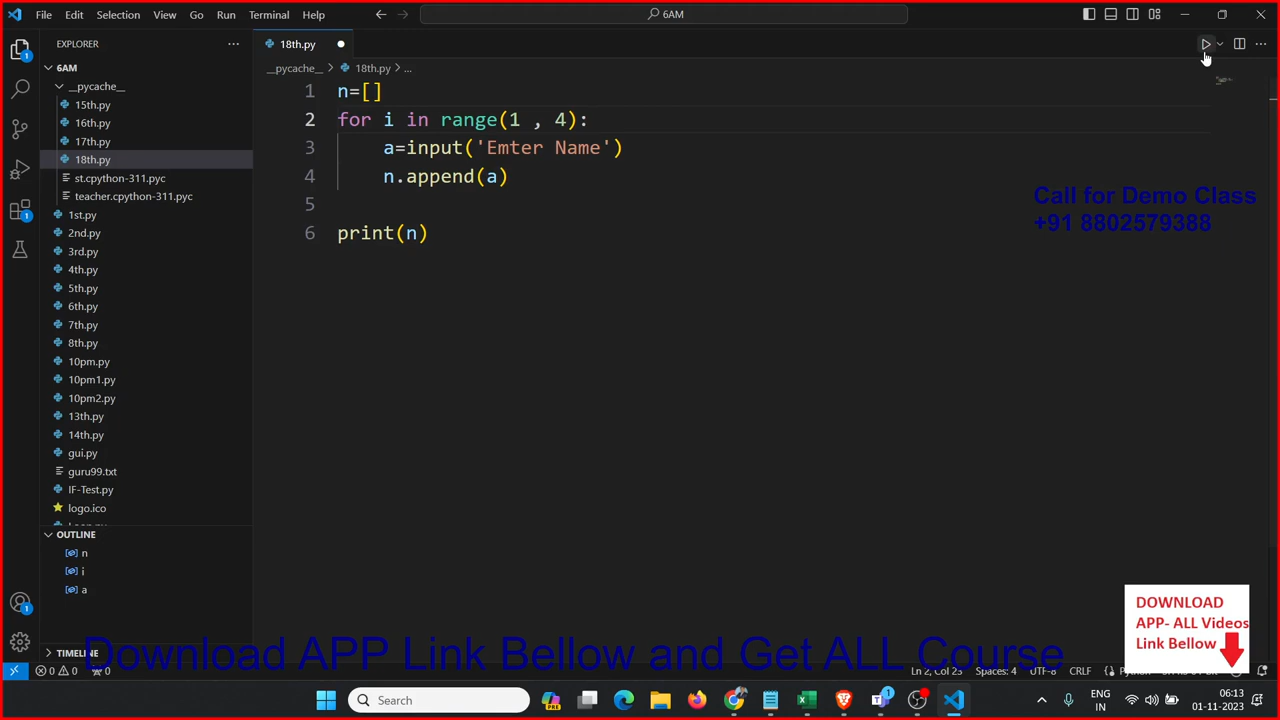 File Edit Selection View Go Run Terminal Help 6AM
EXPLORER
18th.py
6AM
__pycache__ > 18th.py > ...
__pycache__
15th.py
16th.py
17th.py
18th.py
st.cpython-311.pyc
teacher.cpython-311.pyc
1st.py
2nd.py
3rd.py
4th.py
5th.py
6th.py
7th.py
8th.py
10pm.py
10pm1.py
10pm2.py
13th.py
14th.py
gui.py
guru99.txt
IF-Test.py
logo.ico
1 n=[]
2 for i in range(1 , 4):
3 a=input('Emter Name')
4 n.append(a)
5
6 print(n)
Call for Demo Class
+91 8802579388
OUTLINE
n
i
a
TIMELINE
DOWNLOAD
APP- ALL Videos
Link Bellow
Download APP Link Bellow and Get ALL Course
0 0 0 Ln 2, Col 23 Spaces: 4 UTF-8 CRLF
Search
ENG
IN
06:13
01-11-2023